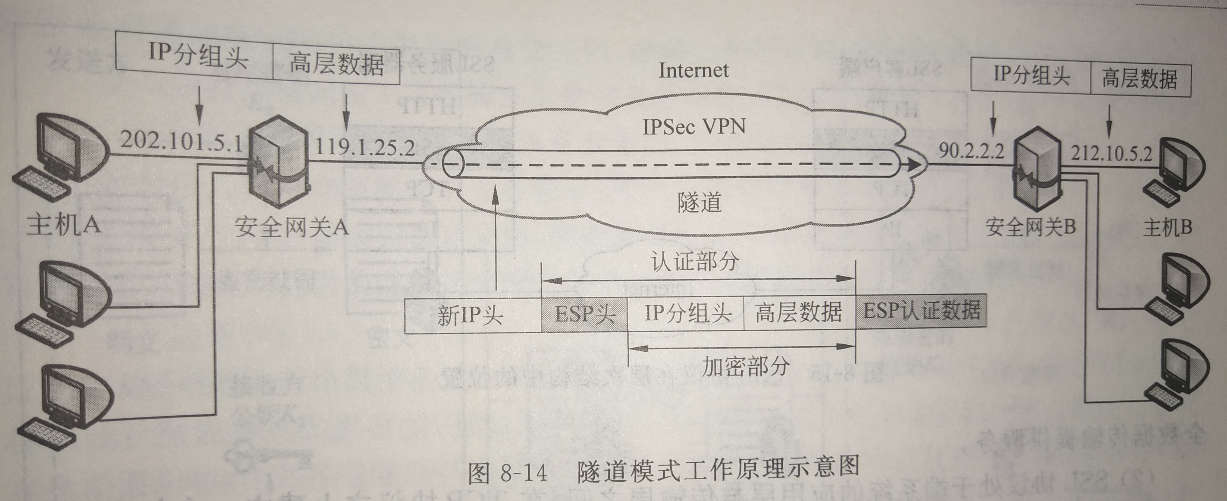 IP分组头 高层数据
Internet
IP分组头 高层数据
IPSec VPN
202.101.5.1
119.1.25.2
90.2.2.2
212.10.5.2
隧道
主机A
安全网关A
安全网关B
主机B
认证部分
新IP头 ESP头 IP分组头 高层数据 ESP认证数据
加密部分
图 8-14 隧道模式工作原理示意图